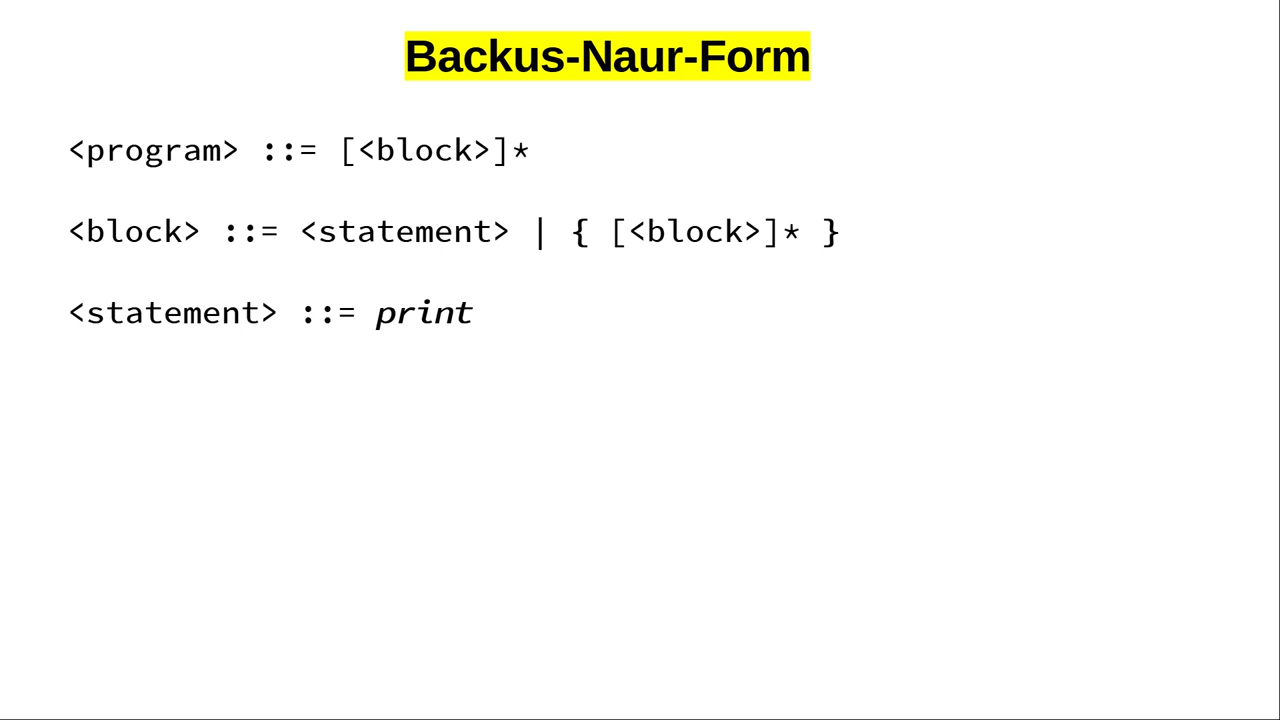 Backus-Naur-Form
<program> ::= [<block>]*
<block> ::= <statement> | { [<block>]* }
<statement> ::= print